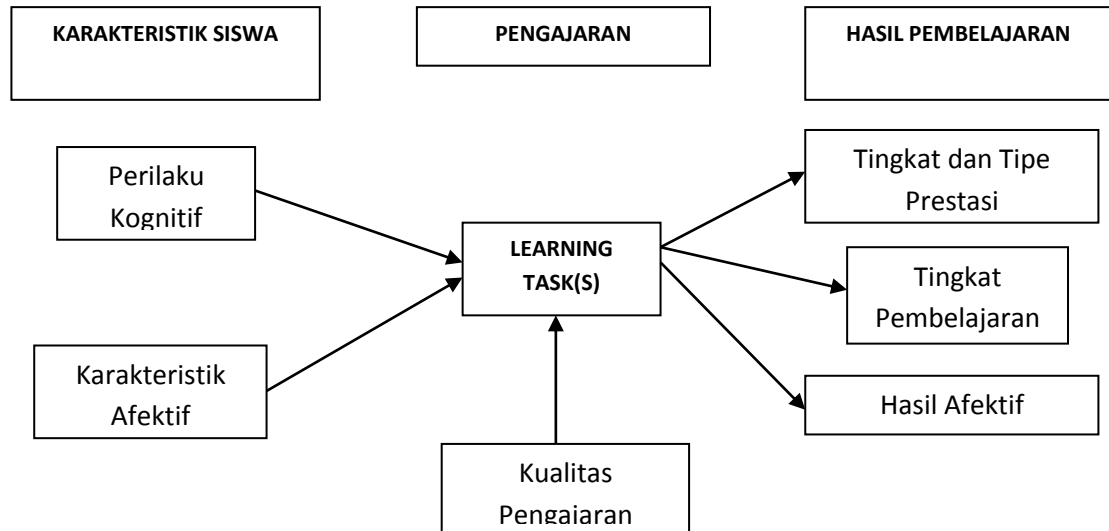 KARAKTERISTIK SISWA
PENGAJARAN
HASIL PEMBELAJARAN
Perilaku
Kognitif
Karakteristik
Afektif
LEARNING
TASK(S)
Kualitas
Pengajaran
Tingkat dan Tipe
Prestasi
Tingkat
Pembelajaran
Hasil Afektif